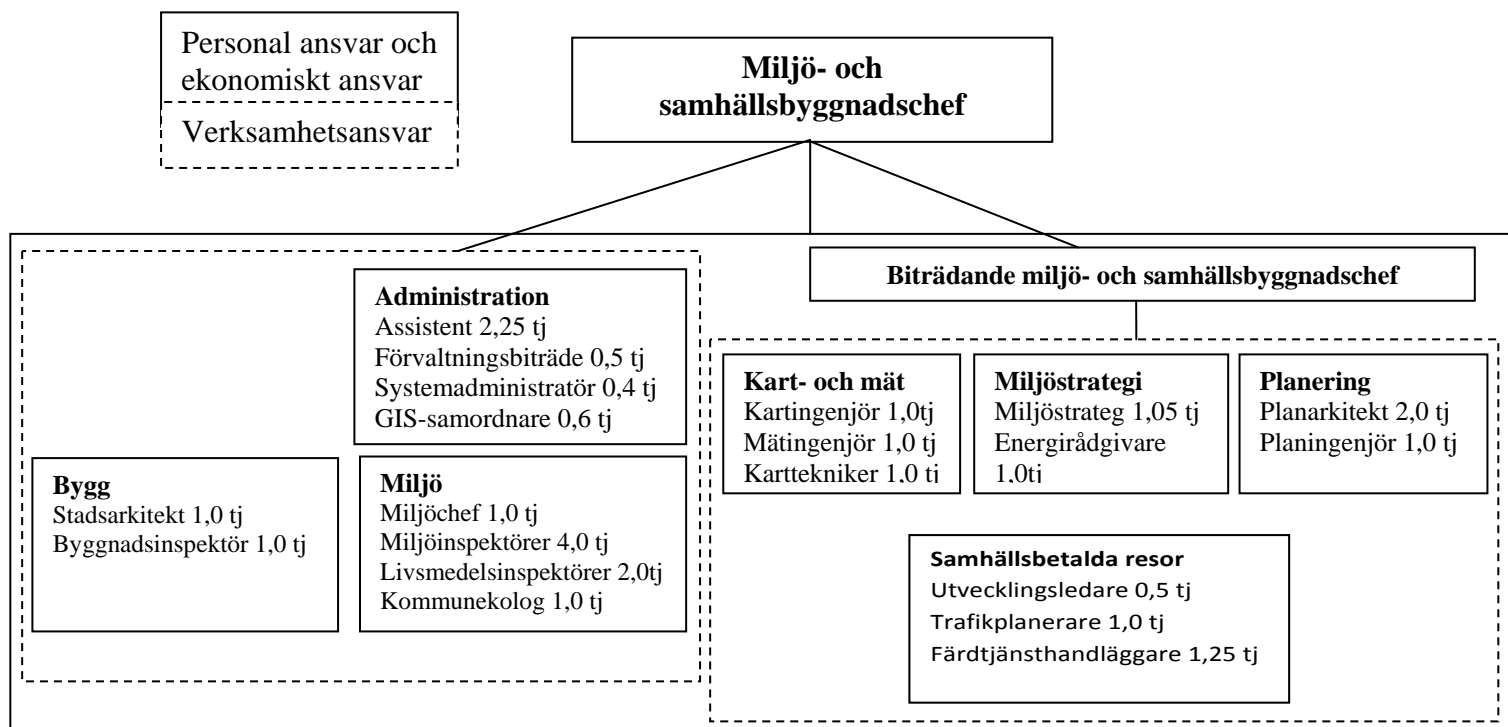 Personal ansvar och
ekonomiskt ansvar
Verksamhetsansvar
Miljö- och
samhällsbyggnadschef
Biträdande miljö- och samhällsbyggnadschef
Administration
Assistent 2,25 tj
Förvaltningsbiträde 0,5 tj
Systemadministratör 0,4 tj
GIS-samordnare 0,6 tj
Bygg
Stadsarkitekt 1,0 tj
Byggnadsinspektör 1,0 tj
Miljö
Miljöchef 1,0 tj
Miljöinspektörer 4,0 tj
Livsmedelsinspektörer 2,0tj
Kommunekolog 1,0 tj
Kart- och mät
Kartingenjör 1,0tj
Mätingenjör 1,0 tj
Karttekniker 1,0 tj
Miljöstrategi
Miljöstrateg 1,05 tj
Energirådgivare
1,0tj
Planering
Planarkitekt 2,0 tj
Planingenjör 1,0 tj
Samhällsbetalda resor
Utvecklingsledare 0,5 tj
Trafikplanerare 1,0 tj
Färdtjänsthandläggare 1,25 tj